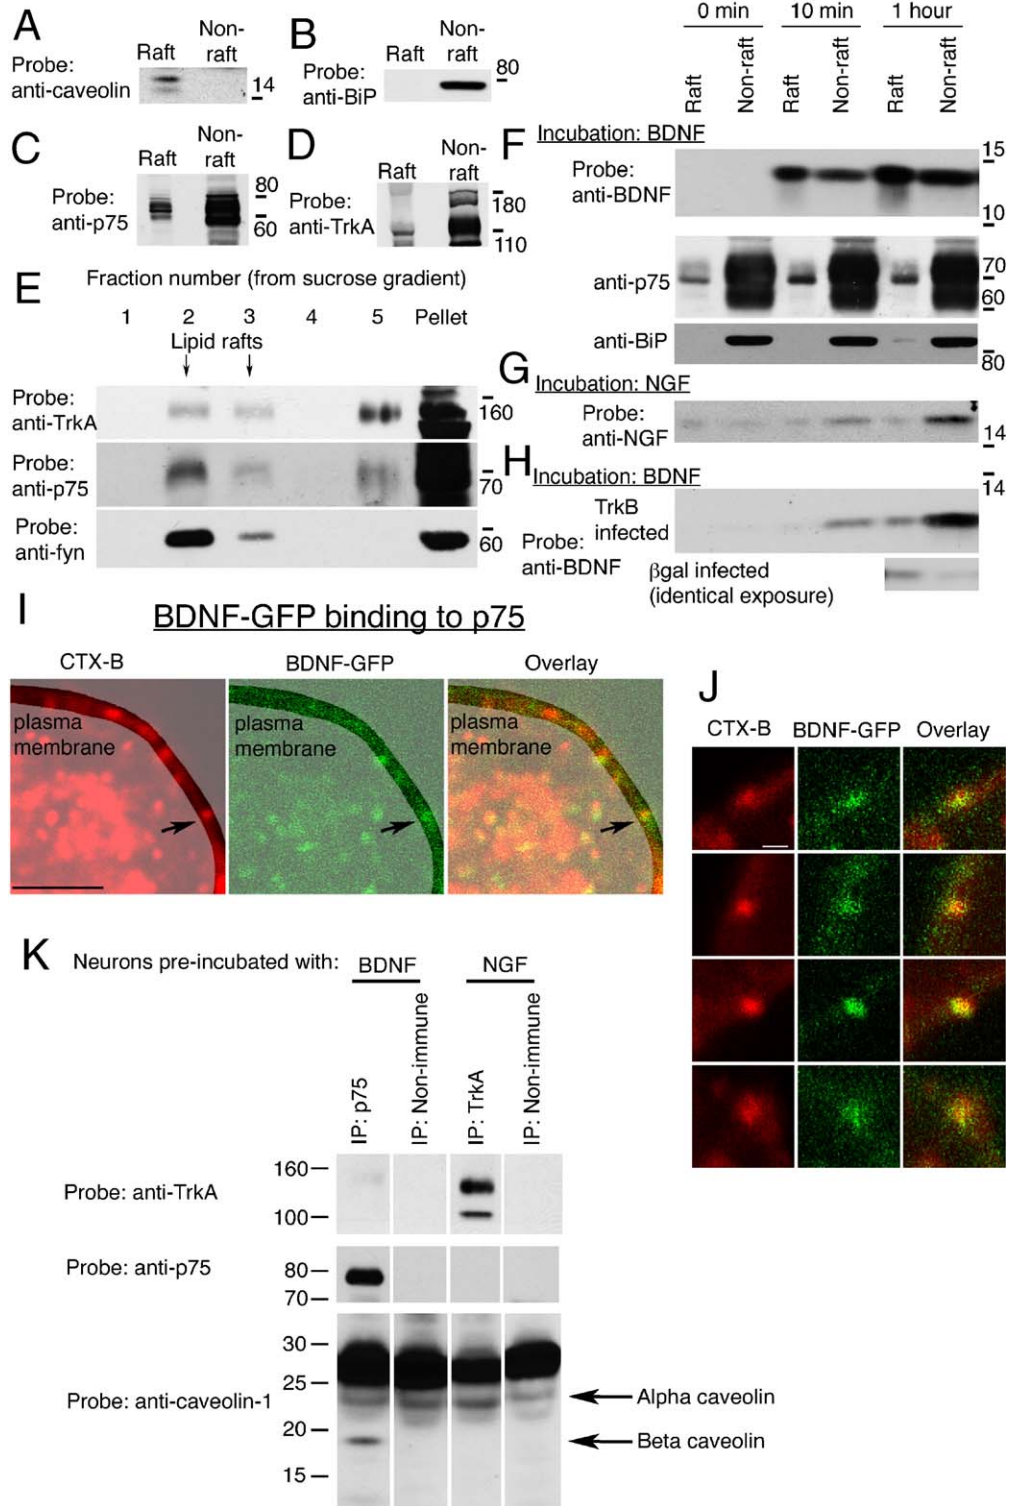 A
Probe:
anti-caveolin
Raft
Non-
raft
14
B
Probe:
anti-BiP
Raft
Non-
raft
80
C
Probe:
anti-p75
Raft
Non-
raft
80
60
D
Probe:
anti-TrkA
Raft
Non-
raft
180
110
E
Fraction number (from sucrose gradient)
1 2 3 4 5 Pellet
Lipid rafts
Probe:
anti-TrkA
160
Probe:
anti-p75
70
Probe:
anti-fyn
60
0 min 10 min 1 hour
Raft Non-raft Raft Non-raft Raft Non-raft
F
Incubation: BDNF
Probe:
anti-BDNF
15
10
anti-p75
70
60
anti-BiP
80
G
Incubation: NGF
Probe:
anti-NGF
14
H
Incubation: BDNF
14
TrkB
infected
Probe:
anti-BDNF
βgal infected
(identical exposure)
I
BDNF-GFP binding to p75
CTX-B BDNF-GFP Overlay
plasma
membrane
plasma
membrane
plasma
membrane
J
CTX-B BDNF-GFP Overlay
K
Neurons pre-incubated with: BDNF NGF
IP: p75 IP: Non-immune IP: TrkA IP: Non-immune
Probe: anti-TrkA
160
100
Probe: anti-p75
80
70
Probe: anti-caveolin-1
30
25
20
15
Alpha caveolin
Beta caveolin